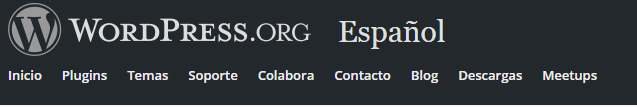 WORDPRESS.ORG Español
Inicio Plugins Temas Soporte Colabora Contacto Blog Descargas Meetups